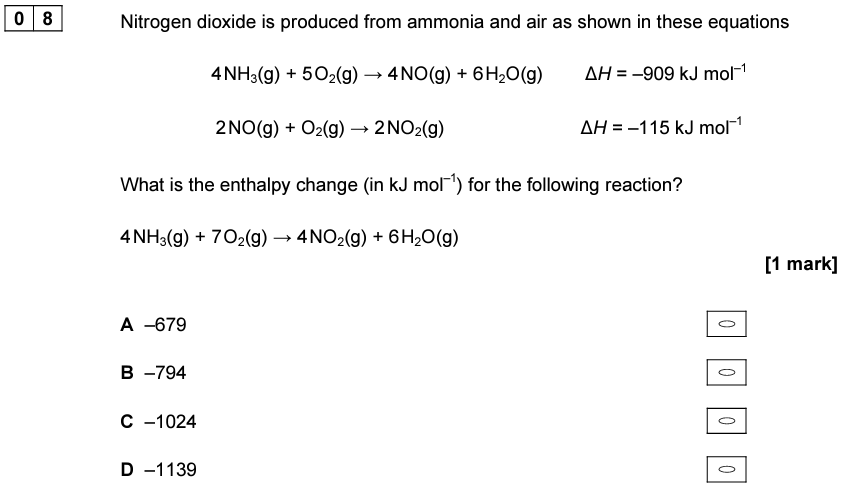 0 8 Nitrogen dioxide is produced from ammonia and air as shown in these equations
4NH₃(g) + 5O₂(g) → 4NO(g) + 6H₂O(g) ΔH = –909 kJ mol⁻¹
2NO(g) + O₂(g) → 2NO₂(g) ΔH = –115 kJ mol⁻¹
What is the enthalpy change (in kJ mol⁻¹) for the following reaction?
4NH₃(g) + 7O₂(g) → 4NO₂(g) + 6H₂O(g)
[1 mark]
A –679
B –794
C –1024
D –1139